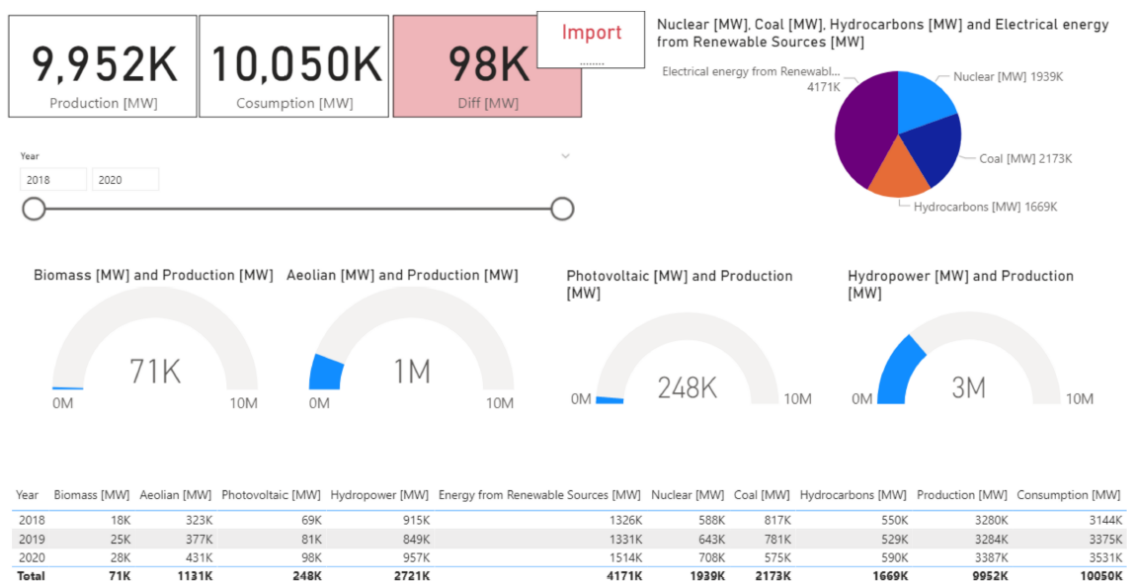 9,952K
Production [MW]
10,050K
Cosumption [MW]
98K
Diff [MW]
Import
Nuclear [MW], Coal [MW], Hydrocarbons [MW] and Electrical energy
from Renewable Sources [MW]
Electrical energy from Renewabl...
4171K
Nuclear [MW] 1939K
Coal [MW] 2173K
Hydrocarbons [MW] 1669K
Year
2018 2020
Biomass [MW] and Production [MW]
71K
0M 10M
Aeolian [MW] and Production [MW]
1M
0M 10M
Photovoltaic [MW] and Production
[MW]
248K
0M 10M
Hydropower [MW] and Production
[MW]
3M
0M 10M
Year Biomass [MW] Aeolian [MW] Photovoltaic [MW] Hydropower [MW] Energy from Renewable Sources [MW] Nuclear [MW] Coal [MW] Hydrocarbons [MW] Production [MW] Consumption [MW]
2018 18K 323K 69K 915K 1326K 588K 817K 550K 3280K 3144K
2019 25K 377K 81K 849K 1331K 643K 781K 529K 3284K 3375K
2020 28K 431K 98K 957K 1514K 708K 575K 590K 3387K 3531K
Total 71K 1131K 248K 2721K 4171K 1939K 2173K 1669K 9952K 10050K